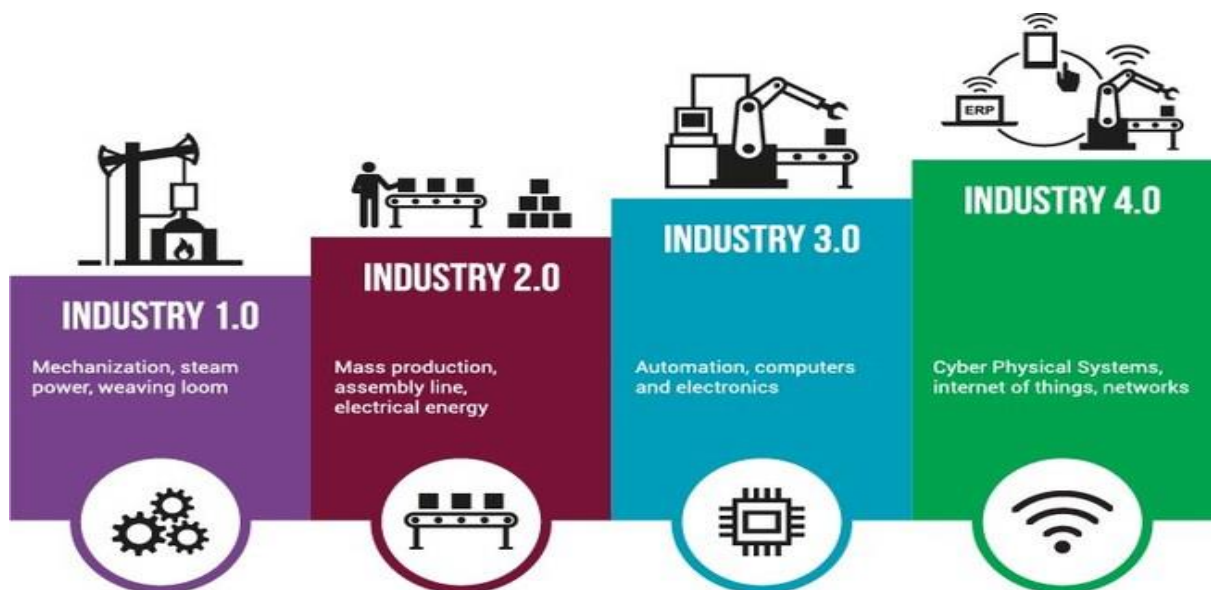 ERP
INDUSTRY 1.0
Mechanization, steam
power, weaving loom
INDUSTRY 2.0
Mass production,
assembly line,
electrical energy
INDUSTRY 3.0
Automation, computers
and electronics
INDUSTRY 4.0
Cyber Physical Systems,
internet of things, networks